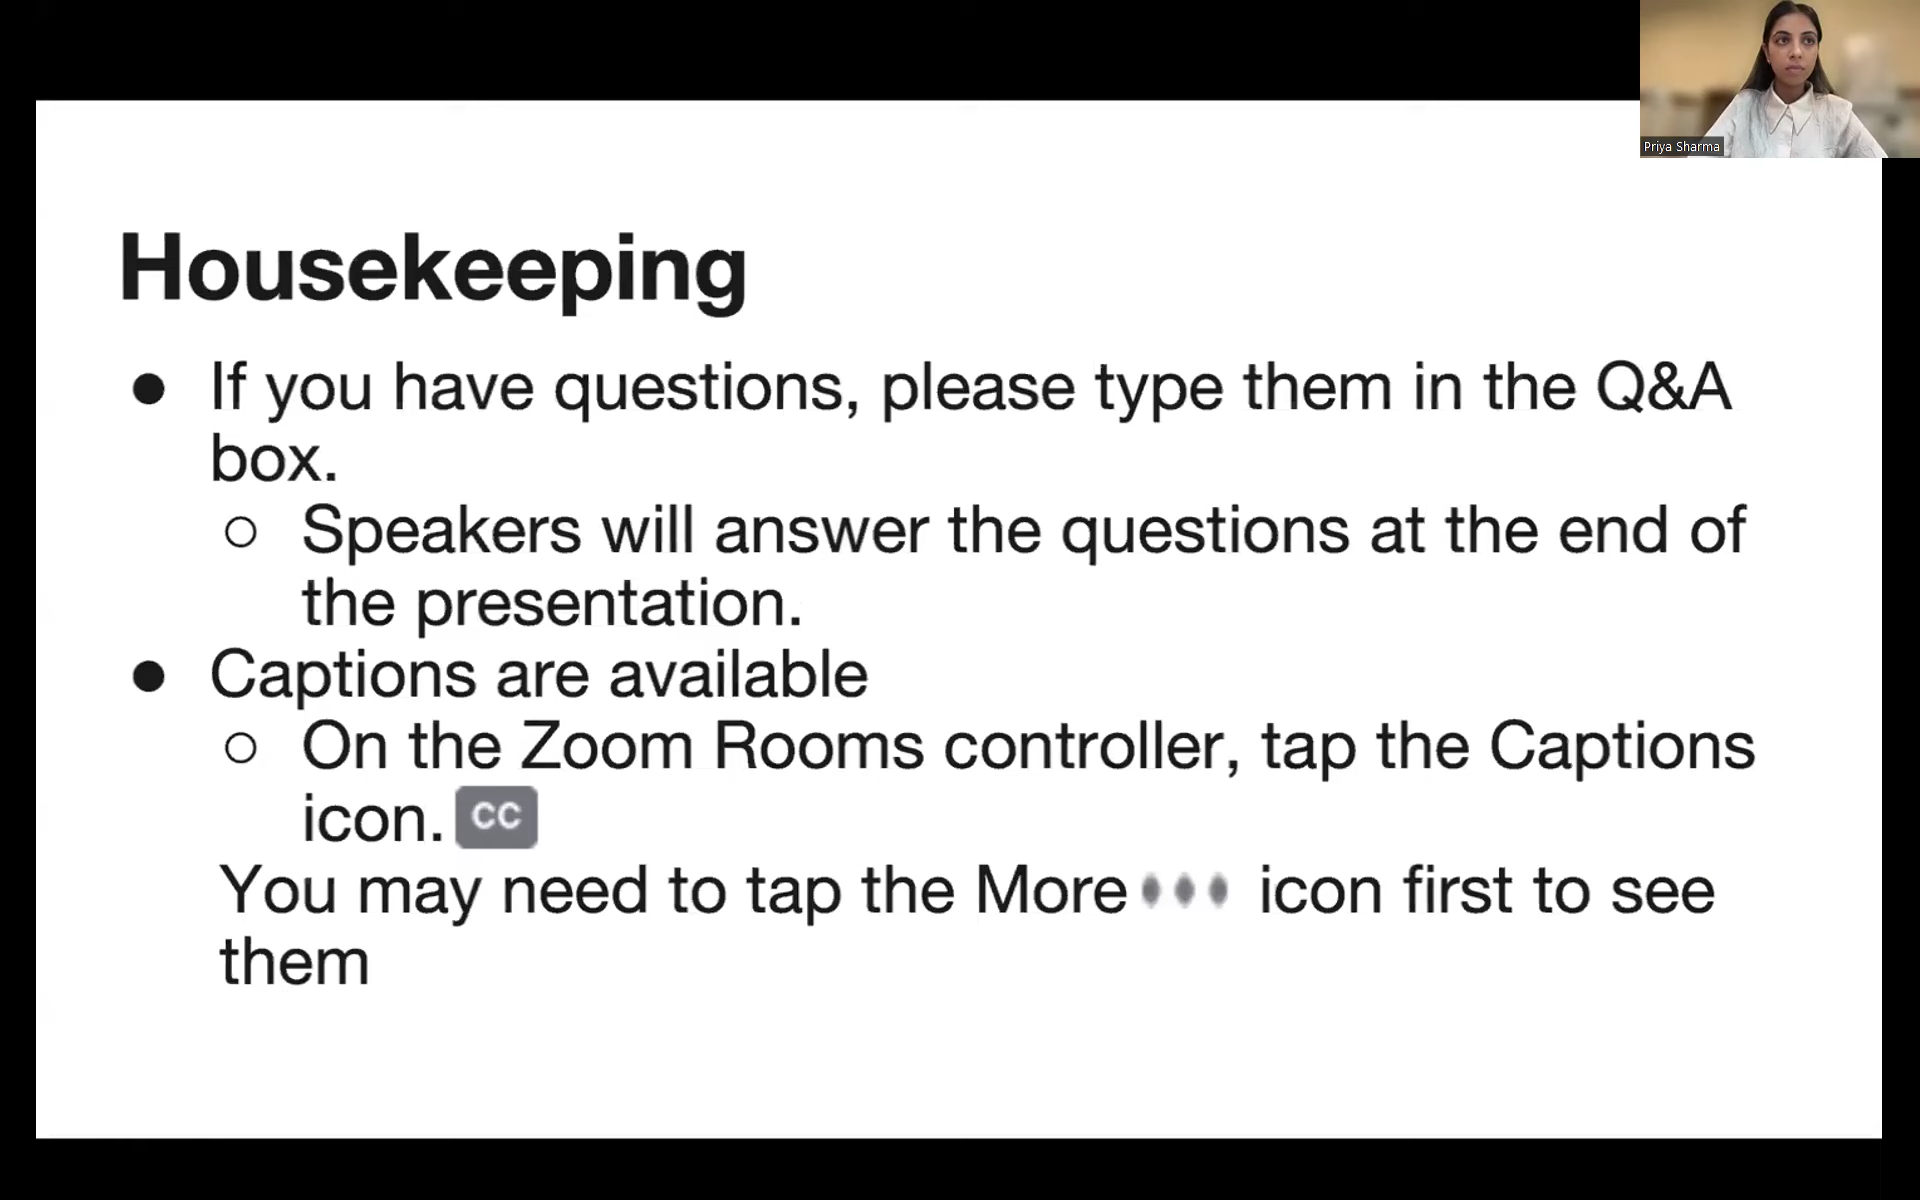 Priya Sharma
Housekeeping
● If you have questions, please type them in the Q&A
box.
○ Speakers will answer the questions at the end of
the presentation.
● Captions are available
○ On the Zoom Rooms controller, tap the Captions
icon. CC
You may need to tap the More ••• icon first to see
them